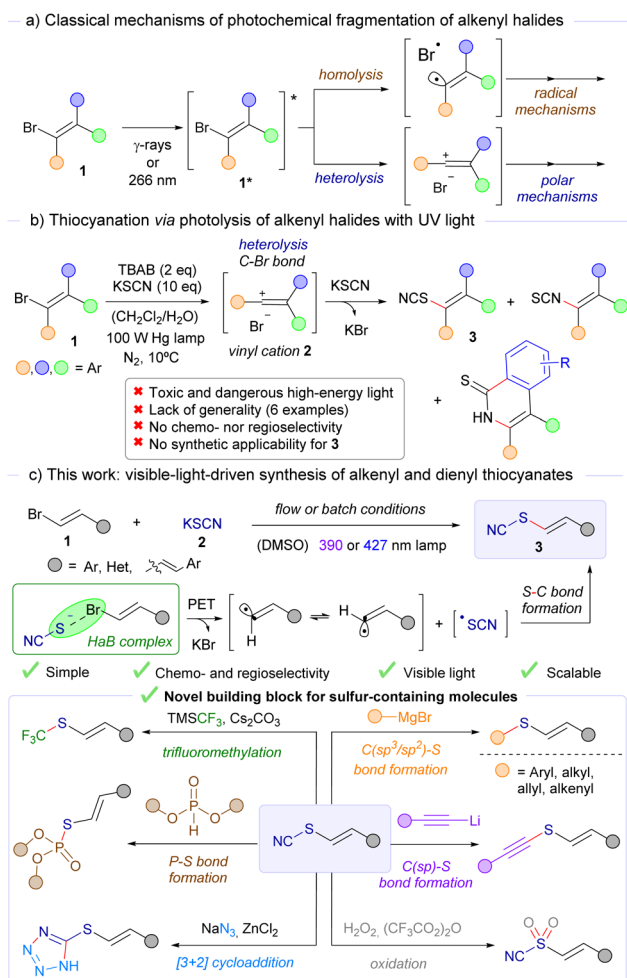 a) Classical mechanisms of photochemical fragmentation of alkenyl halides
Br
1
γ-rays
or
266 nm
Br
1*
*
homolysis
heterolysis
Br•
radical
mechanisms
+
Br
−
polar
mechanisms
b) Thiocyanation via photolysis of alkenyl halides with UV light
Br
1
TBAB (2 eq)
KSCN (10 eq)
(CH2Cl2/H2O)
100 W Hg lamp
N2, 10ºC
heterolysis
C-Br bond
+
Br
−
vinyl cation 2
KSCN
KBr
NCS
3
+
SCN
, , = Ar
✖ Toxic and dangerous high-energy light
✖ Lack of generality (6 examples)
✖ No chemo- nor regioselectivity
✖ No synthetic applicability for 3
+
S
HN
R
c) This work: visible-light-driven synthesis of alkenyl and dienyl thiocyanates
Br
1
+
KSCN
2
flow or batch conditions
(DMSO) 390 or 427 nm lamp
NC
S
3
= Ar, Het, Ar
NC
S
−
Br
HaB complex
PET
KBr
H
⇌
H
+
[•SCN]
S-C bond
formation
✓ Simple ✓ Chemo- and regioselectivity ✓ Visible light ✓ Scalable
✓ Novel building block for sulfur-containing molecules
F3C
S
TMSCF3, Cs2CO3
trifluoromethylation
MgBr
C(sp3/sp2)-S
bond formation
S
= Aryl, alkyl,
allyl, alkenyl
O
O
P
O
S
O
P
O
H
O
P-S bond
formation
NC
S
Li
C(sp)-S
bond formation
S
N
N
N
NH
S
NaN3, ZnCl2
[3+2] cycloaddition
H2O2, (CF3CO2)2O
oxidation
O
O
S
NC